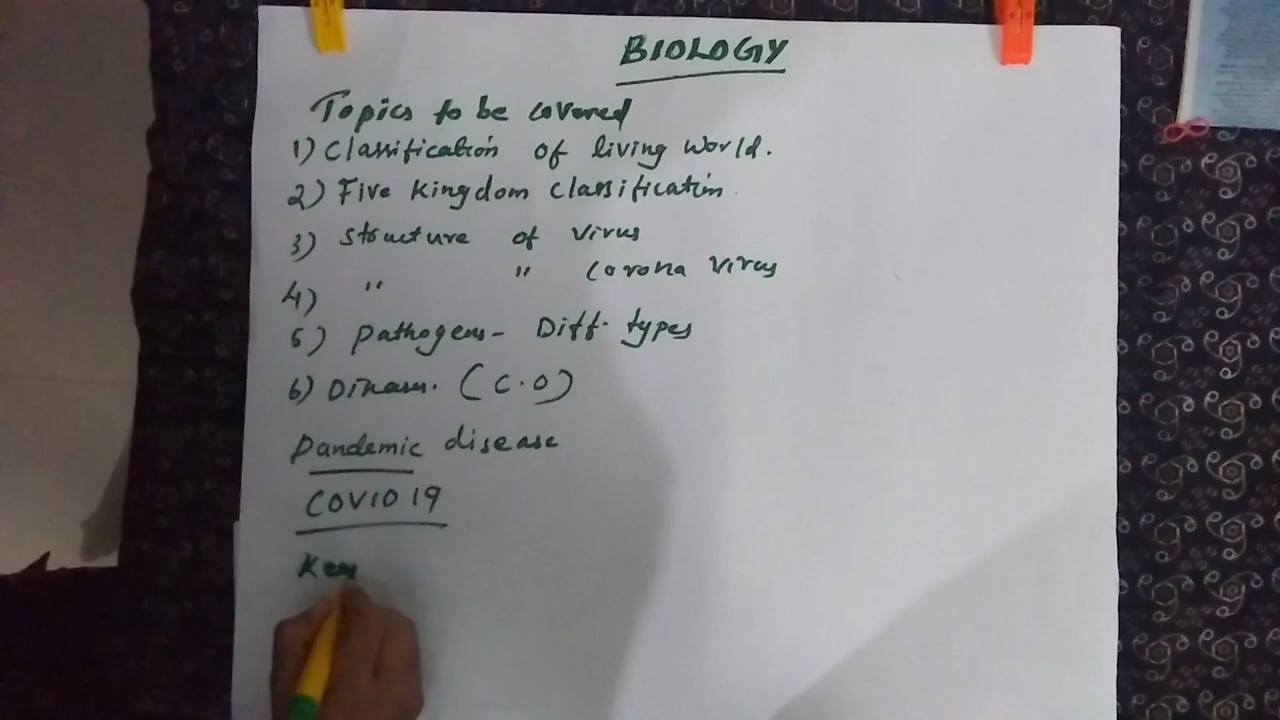 BIOLOGY
Topics to be covered
1) Classification of living world.
2) Five kingdom classification
3) Structure of virus
4) " " Corona virus
5) Pathogens - Diff. types
6) Diseases. (C.D)
Pandemic disease
COVID 19
Key